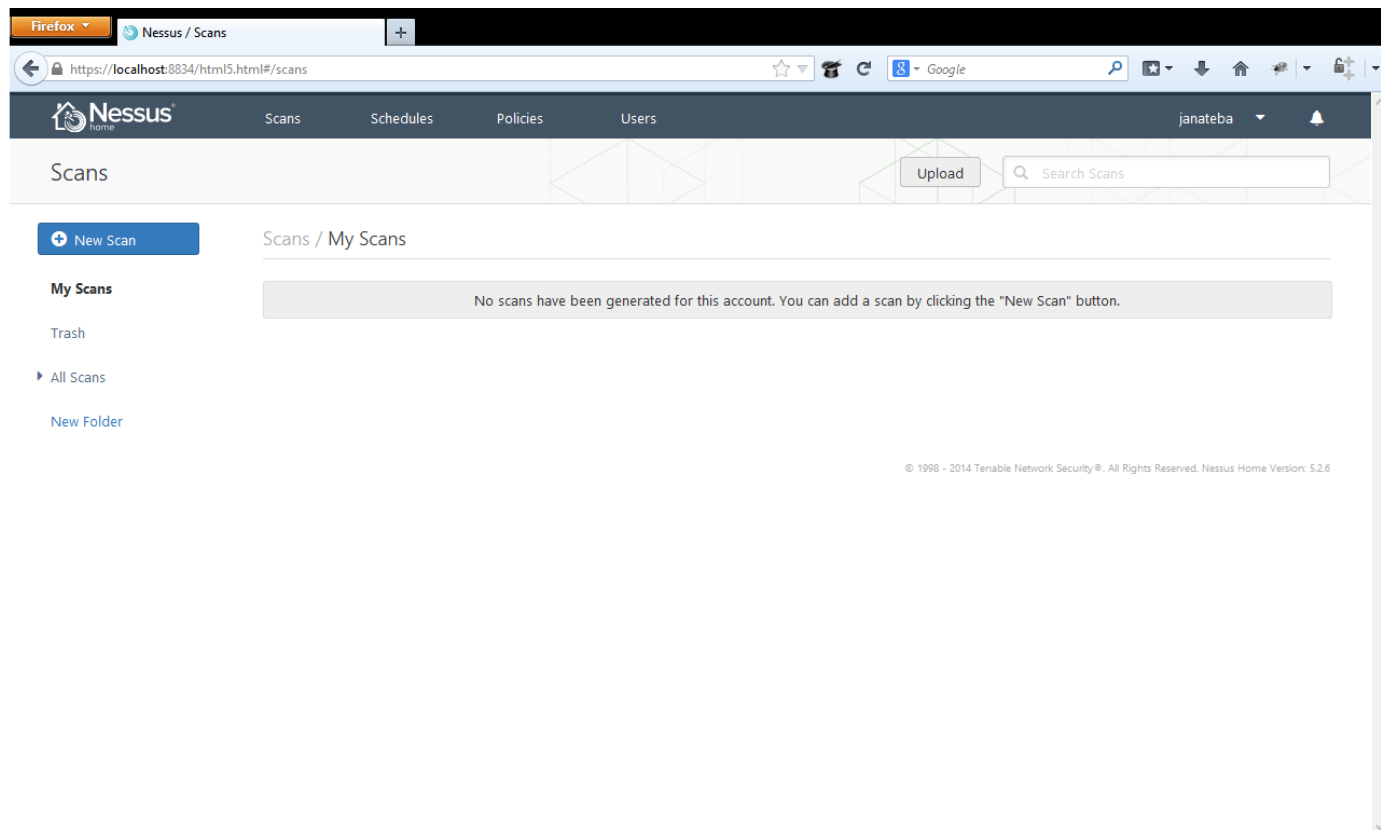 Firefox
Nessus / Scans
https://localhost:8834/html5.html#/scans
8 Google
Nessus®
home
Scans Schedules Policies Users janateba
Scans
Upload
Search Scans
New Scan
Scans / My Scans
My Scans
No scans have been generated for this account. You can add a scan by clicking the "New Scan" button.
Trash
All Scans
New Folder
© 1998 - 2014 Tenable Network Security®. All Rights Reserved. Nessus Home Version: 5.2.6